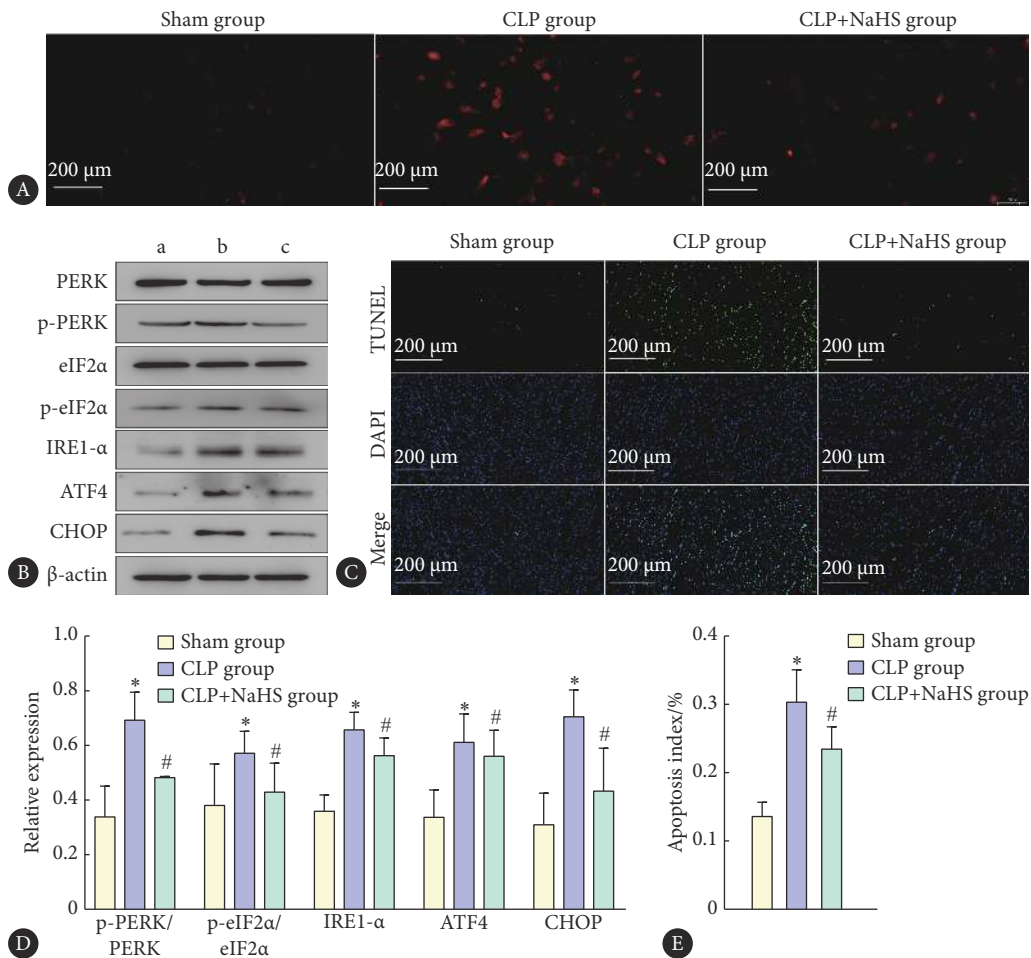 Sham group CLP group CLP+NaHS group
200 μm 200 μm 200 μm
A
a b c
PERK
p-PERK
eIF2α
p-eIF2α
IRE1-α
ATF4
CHOP
β-actin
B
Sham group CLP group CLP+NaHS group
TUNEL
200 μm 200 μm 200 μm
DAPI
200 μm 200 μm 200 μm
Merge
200 μm 200 μm 200 μm
C
Relative expression
1.0
0.8
0.6
0.4
0.2
0
Sham group
CLP group
CLP+NaHS group
* # * # * # * # * #
p-PERK/ p-eIF2α/ IRE1-α ATF4 CHOP
PERK eIF2α
D
Apoptosis index/%
0.4
0.3
0.2
0.1
0
Sham group
CLP group
CLP+NaHS group
* #
E